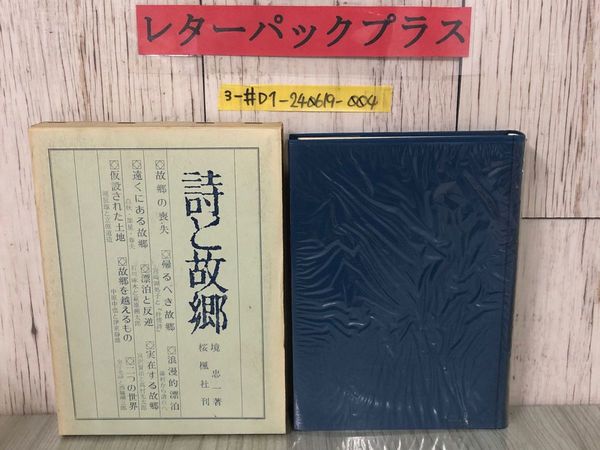 レターパックプラス
3-#D1-240619-004
詩と故郷
境忠一著
桜楓社刊
故郷の喪失
帰るべき故郷
浪漫的漂泊
遠くにある故郷
漂泊と反逆
実在する故郷
仮設された土地
故郷を越えるもの
二つの世界